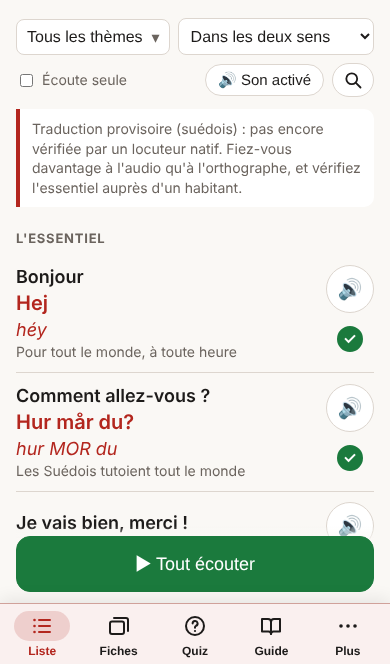 Tous les thèmes ▾
Dans les deux sens
Écoute seule
🔊 Son activé
Traduction provisoire (suédois) : pas encore
vérifiée par un locuteur natif. Fiez-vous
davantage à l'audio qu'à l'orthographe, et vérifiez
l'essentiel auprès d'un habitant.
L'ESSENTIEL
Bonjour
Hej
héy
Pour tout le monde, à toute heure
Comment allez-vous ?
Hur mår du?
hur MOR du
Les Suédois tutoient tout le monde
Je vais bien, merci !
▶ Tout écouter
Liste
Fiches
Quiz
Guide
Plus